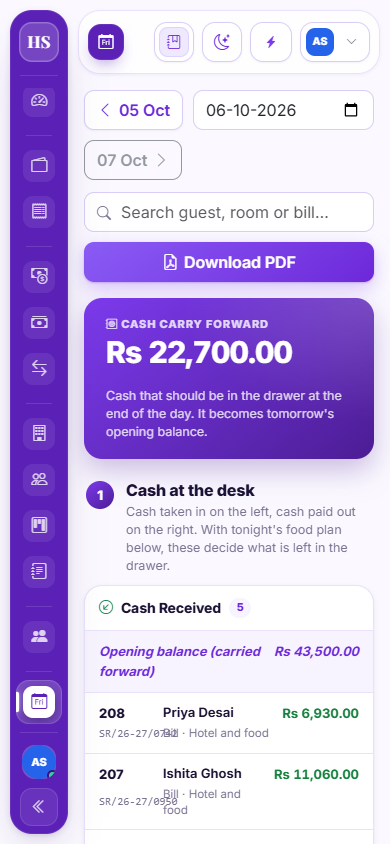 HS
Fri
AS
05 Oct
06-10-2026
07 Oct
Search guest, room or bill...
Download PDF
CASH CARRY FORWARD
Rs 22,700.00
Cash that should be in the drawer at the
end of the day. It becomes tomorrow's
opening balance.
1
Cash at the desk
Cash taken in on the left, cash paid out
on the right. With tonight's food plan
below, these decide what is left in the
drawer.
Cash Received 5
Opening balance (carried forward) Rs 43,500.00
208 Priya Desai Rs 6,930.00
Bill · Hotel and food
207 Ishita Ghosh Rs 11,060.00
Bill · Hotel and
food
Fri
AS